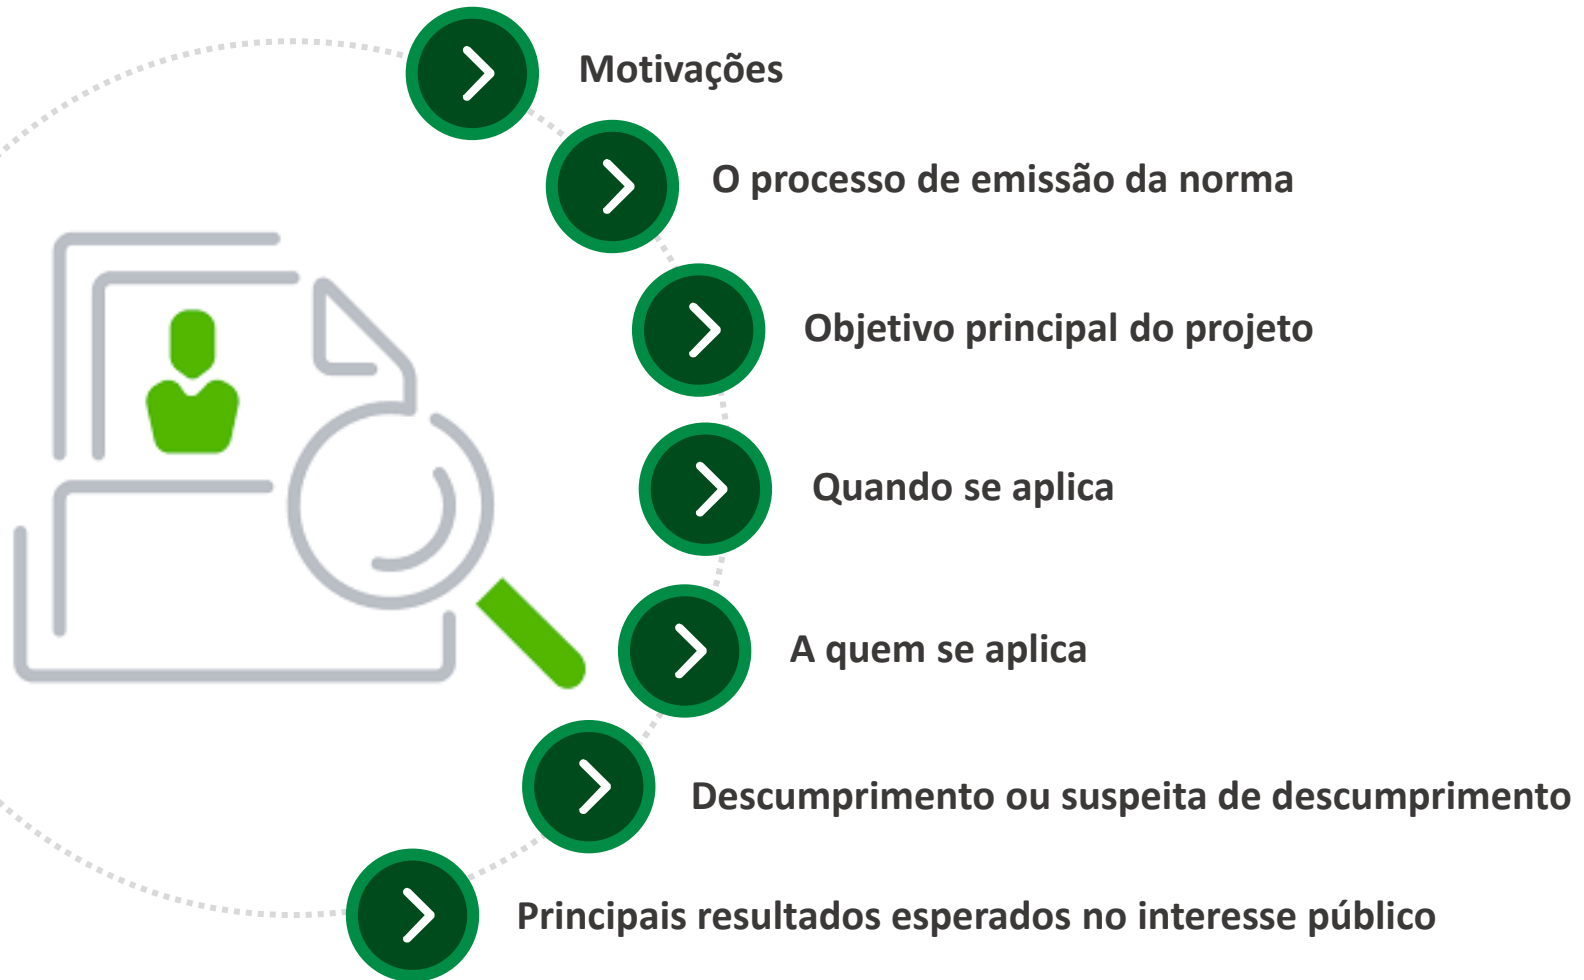 Motivações
O processo de emissão da norma
Objetivo principal do projeto
Quando se aplica
A quem se aplica
Descumprimento ou suspeita de descumprimento
Principais resultados esperados no interesse público